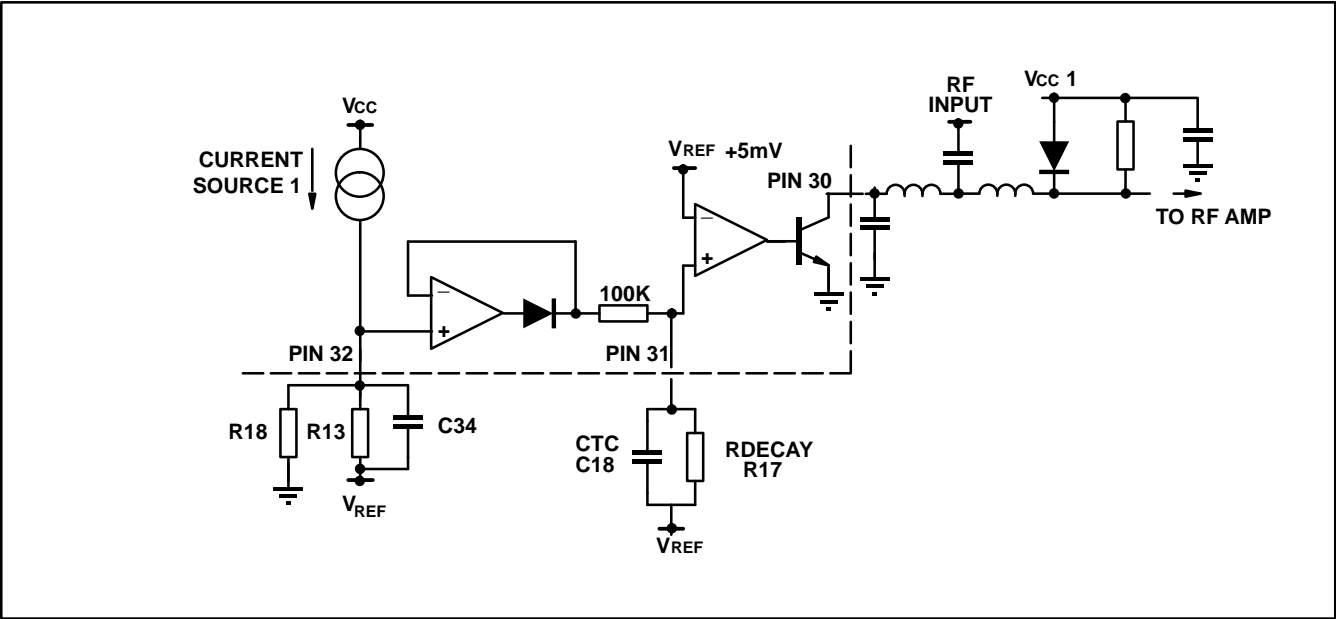 VCC
CURRENT
SOURCE 1
RF
INPUT
VCC 1
VREF +5mV
PIN 30
TO RF AMP
−
+
−
+
100K
PIN 32
PIN 31
R18
R13
C34
VREF
CTC
C18
RDECAY
R17
VREF